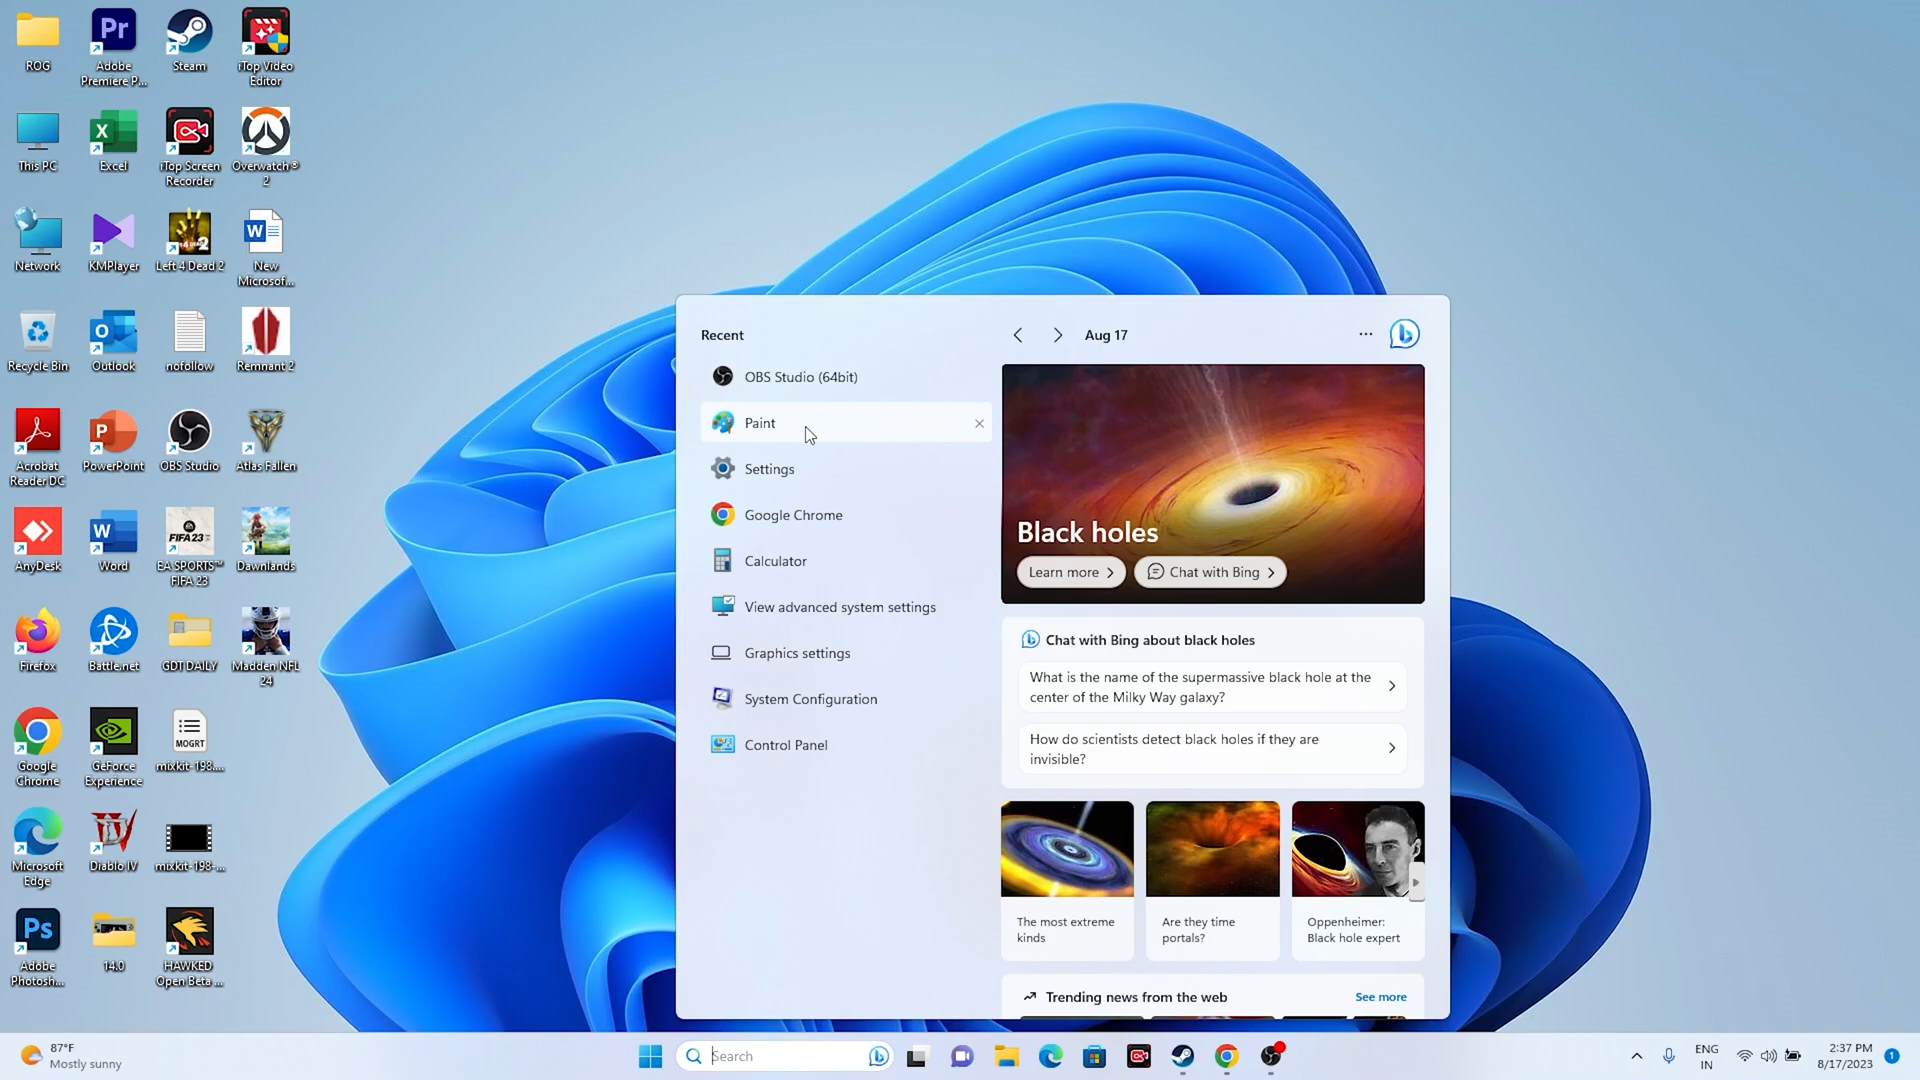 ROG
Adobe
Premiere P...
Steam
iTop Video
Editor
This PC
Excel
iTop Screen
Recorder
Overwatch ®
2
Network
KMPlayer
Left 4 Dead 2
New
Microsof...
Recycle Bin
Outlook
nofollow
Remnant 2
Acrobat
Reader DC
PowerPoint
OBS Studio
Atlas Fallen
AnyDesk
Word
EA SPORTS™
FIFA 23
Dawnlands
Firefox
Battle.net
GDT DAILY
Madden NFL
24
Google
Chrome
GeForce
Experience
MOGRT
mixkit-198....
Microsoft
Edge
Diablo IV
mixkit-198-...
Adobe
Photosh...
14.0
HAWKED
Open Beta ...
Recent
OBS Studio (64bit)
Paint
Settings
Google Chrome
Calculator
View advanced system settings
Graphics settings
System Configuration
Control Panel
Aug 17
Black holes
Learn more
Chat with Bing
Chat with Bing about black holes
What is the name of the supermassive black hole at the
center of the Milky Way galaxy?
How do scientists detect black holes if they are
invisible?
The most extreme
kinds
Are they time
portals?
Oppenheimer:
Black hole expert
Trending news from the web
See more
87°F
Mostly sunny
Search
ENG
IN
2:37 PM
8/17/2023
1